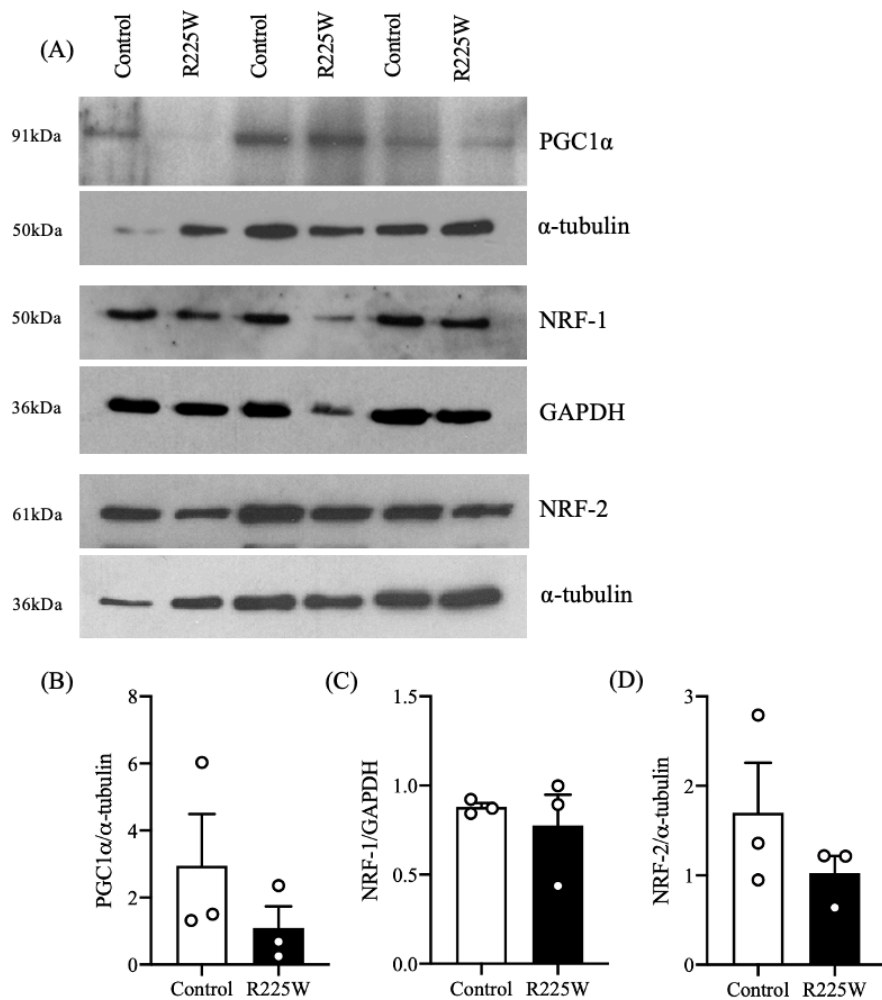 (A)
Control R225W Control R225W Control R225W
91kDa PGC1α
50kDa α-tubulin
50kDa NRF-1
36kDa GAPDH
61kDa NRF-2
36kDa α-tubulin
(B)
PGC1α/α-tubulin
8
6
4
2
0
Control R225W
(C)
NRF-1/GAPDH
1.5
1.0
0.5
0.0
Control R225W
(D)
NRF-2/α-tubulin
3
2
1
0
Control R225W